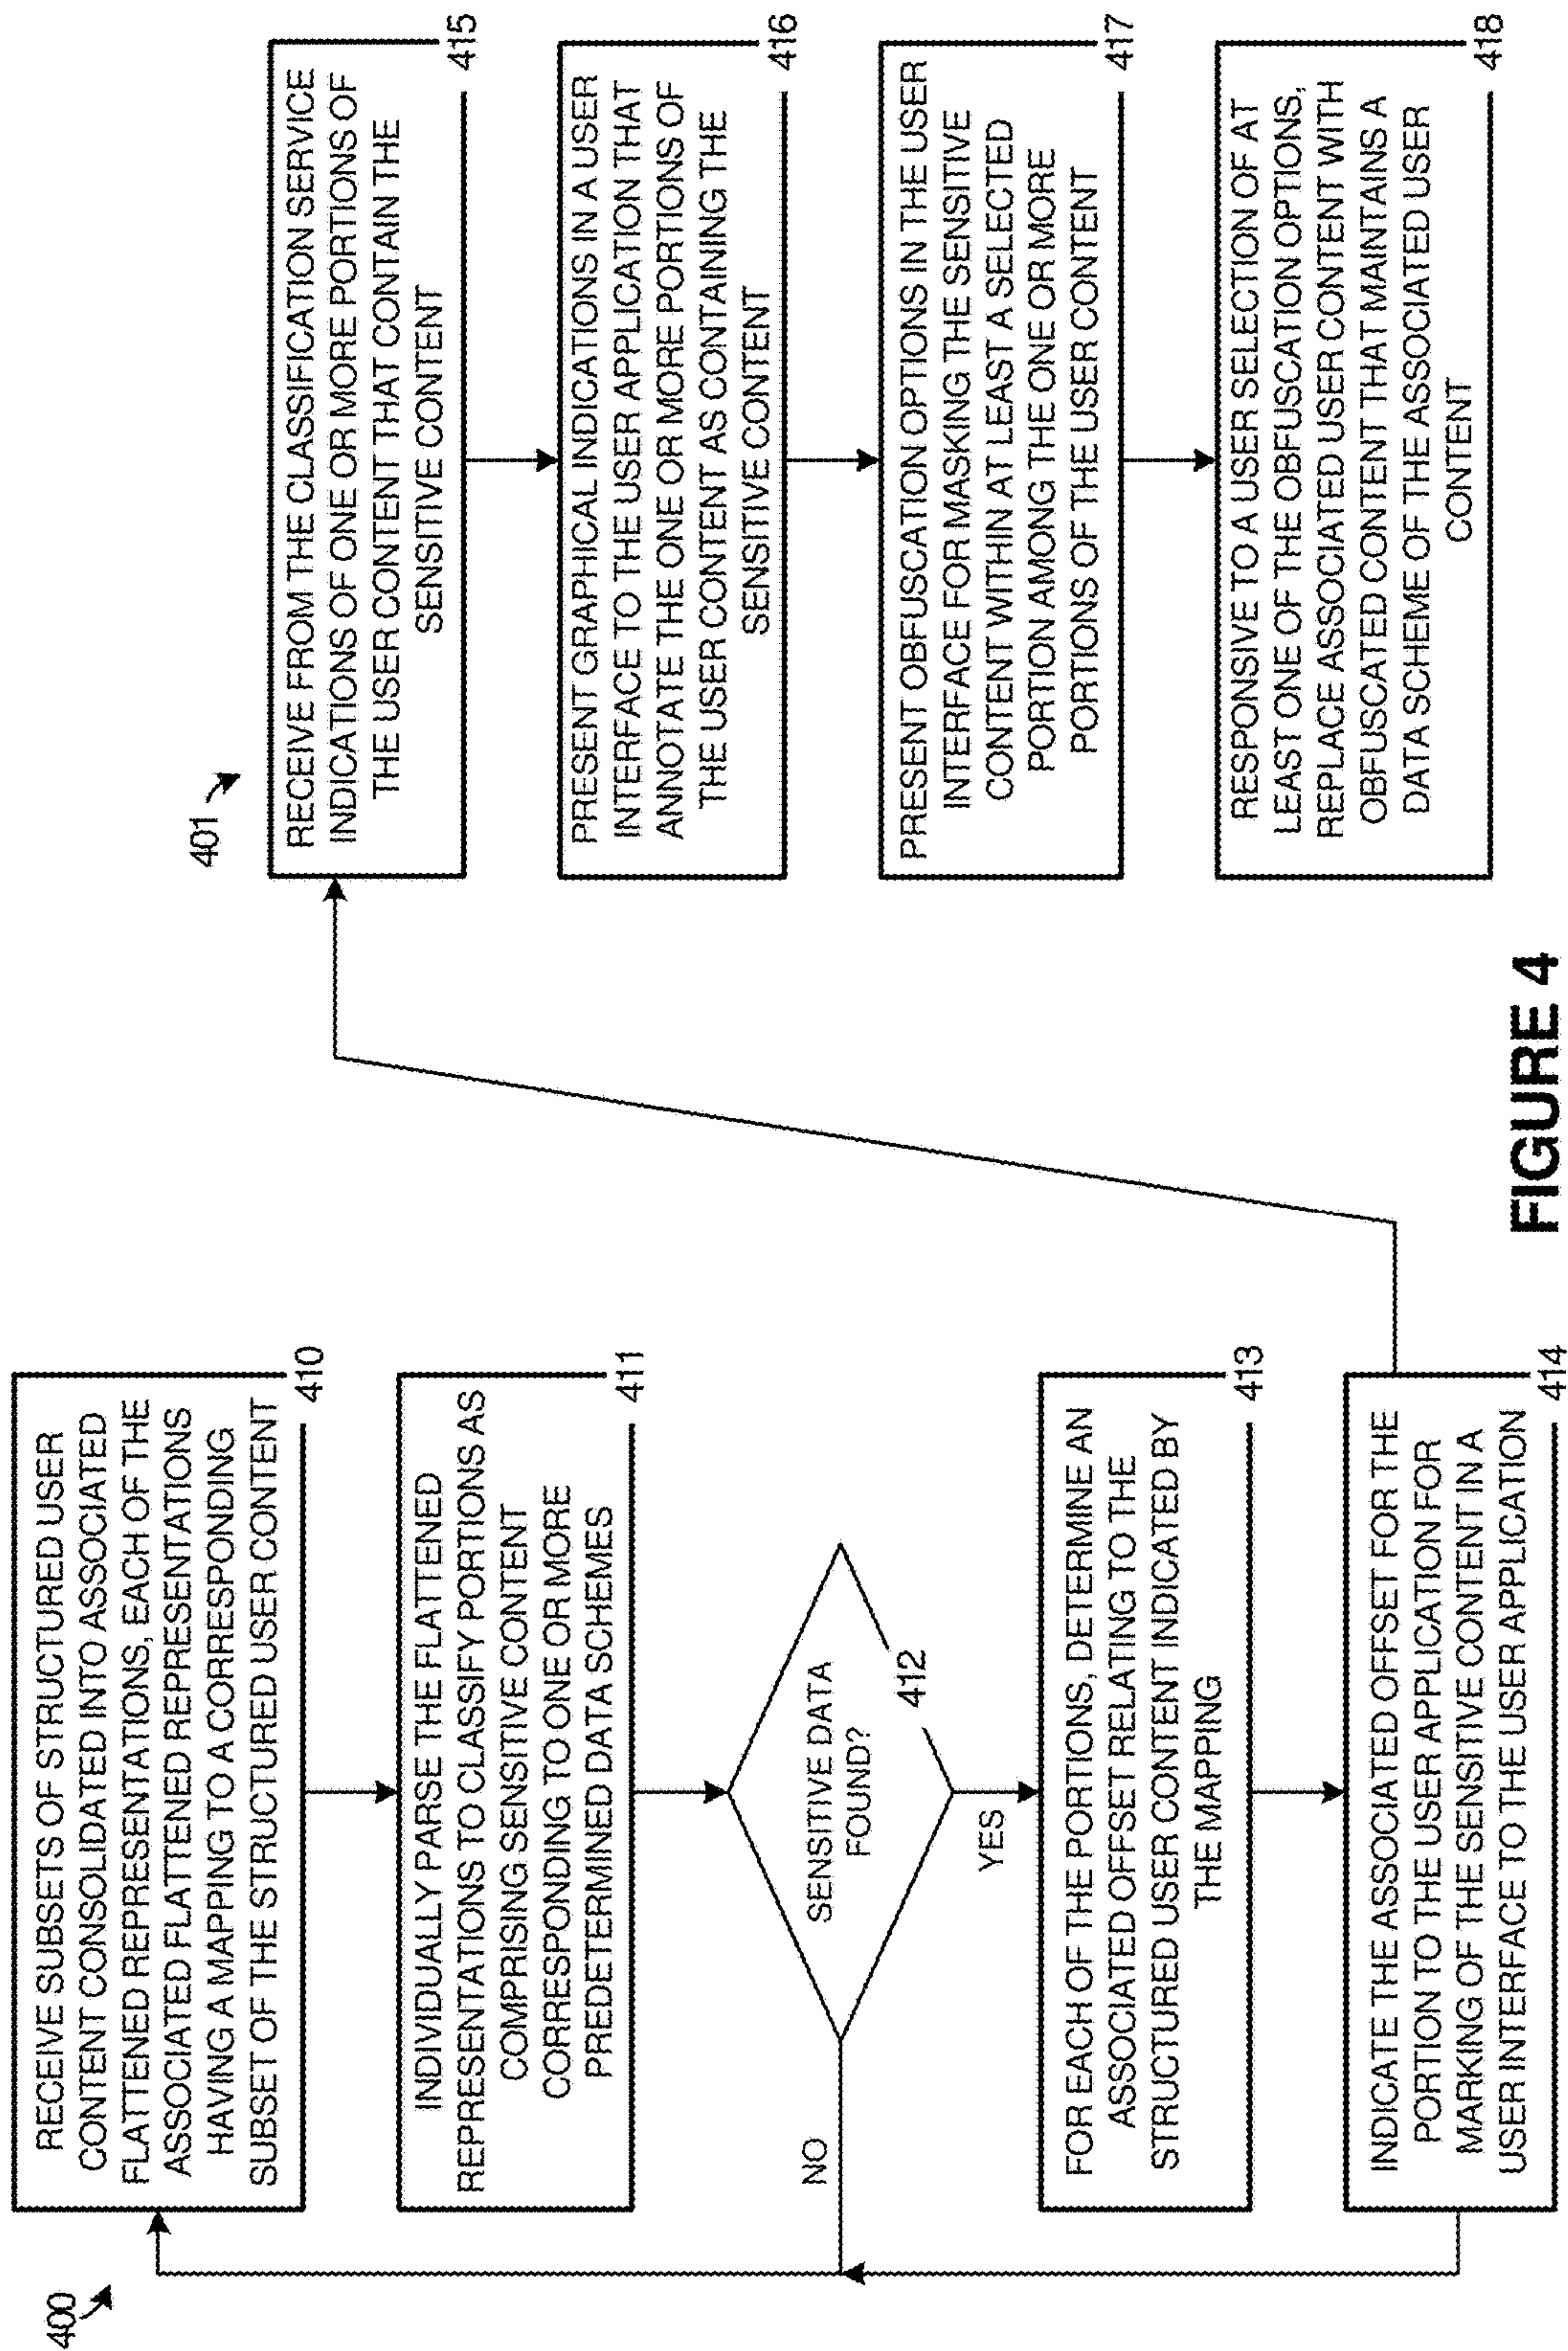 400
RECEIVE SUBSETS OF STRUCTURED USER
CONTENT CONSOLIDATED INTO ASSOCIATED
FLATTENED REPRESENTATIONS, EACH OF THE
ASSOCIATED FLATTENED REPRESENTATIONS
HAVING A MAPPING TO A CORRESPONDING
SUBSET OF THE STRUCTURED USER CONTENT
410
INDIVIDUALLY PARSE THE FLATTENED
REPRESENTATIONS TO CLASSIFY PORTIONS AS
COMPRISING SENSITIVE CONTENT
CORRESPONDING TO ONE OR MORE
PREDETERMINED DATA SCHEMES
411
SENSITIVE DATA
FOUND?
412
NO
YES
FOR EACH OF THE PORTIONS, DETERMINE AN
ASSOCIATED OFFSET RELATING TO THE
STRUCTURED USER CONTENT INDICATED BY
THE MAPPING
413
INDICATE THE ASSOCIATED OFFSET FOR THE
PORTION TO THE USER APPLICATION FOR
MARKING OF THE SENSITIVE CONTENT IN A
USER INTERFACE TO THE USER APPLICATION
414
401
RECEIVE FROM THE CLASSIFICATION SERVICE
INDICATIONS OF ONE OR MORE PORTIONS OF
THE USER CONTENT THAT CONTAIN THE
SENSITIVE CONTENT
415
PRESENT GRAPHICAL INDICATIONS IN A USER
INTERFACE TO THE USER APPLICATION THAT
ANNOTATE THE ONE OR MORE PORTIONS OF
THE USER CONTENT AS CONTAINING THE
SENSITIVE CONTENT
416
PRESENT OBFUSCATION OPTIONS IN THE USER
INTERFACE FOR MASKING THE SENSITIVE
CONTENT WITHIN AT LEAST A SELECTED
PORTION AMONG THE ONE OR MORE
PORTIONS OF THE USER CONTENT
417
RESPONSIVE TO A USER SELECTION OF AT
LEAST ONE OF THE OBFUSCATION OPTIONS,
REPLACE ASSOCIATED USER CONTENT WITH
OBFUSCATED CONTENT THAT MAINTAINS A
DATA SCHEME OF THE ASSOCIATED USER
CONTENT
418
FIGURE 4